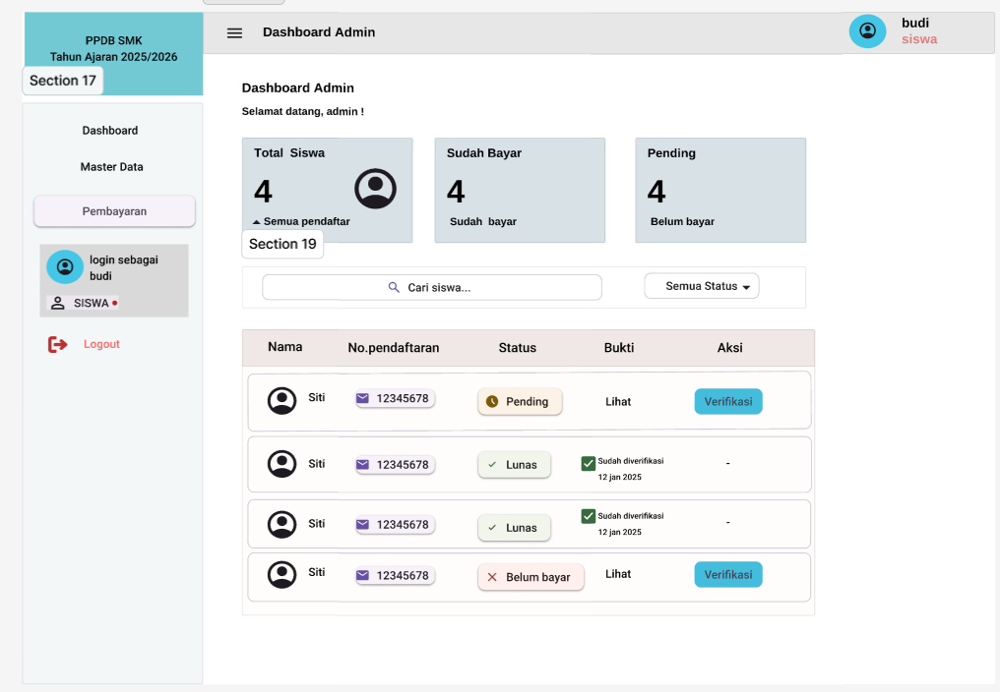 PPDB SMK
Tahun Ajaran 2025/2026
Section 17
Dashboard Admin
budi
siswa
Dashboard
Master Data
Pembayaran
login sebagai
budi
SISWA
Logout
Dashboard Admin
Selamat datang, admin !
Total Siswa
4
Semua pendaftar
Section 19
Sudah Bayar
4
Sudah bayar
Pending
4
Belum bayar
Cari siswa...
Semua Status
Nama No.pendaftaran Status Bukti Aksi
Siti 12345678 Pending Lihat Verifikasi
Siti 12345678 Lunas Sudah diverifikasi -
12 jan 2025
Siti 12345678 Lunas Sudah diverifikasi -
12 jan 2025
Siti 12345678 Belum bayar Lihat Verifikasi